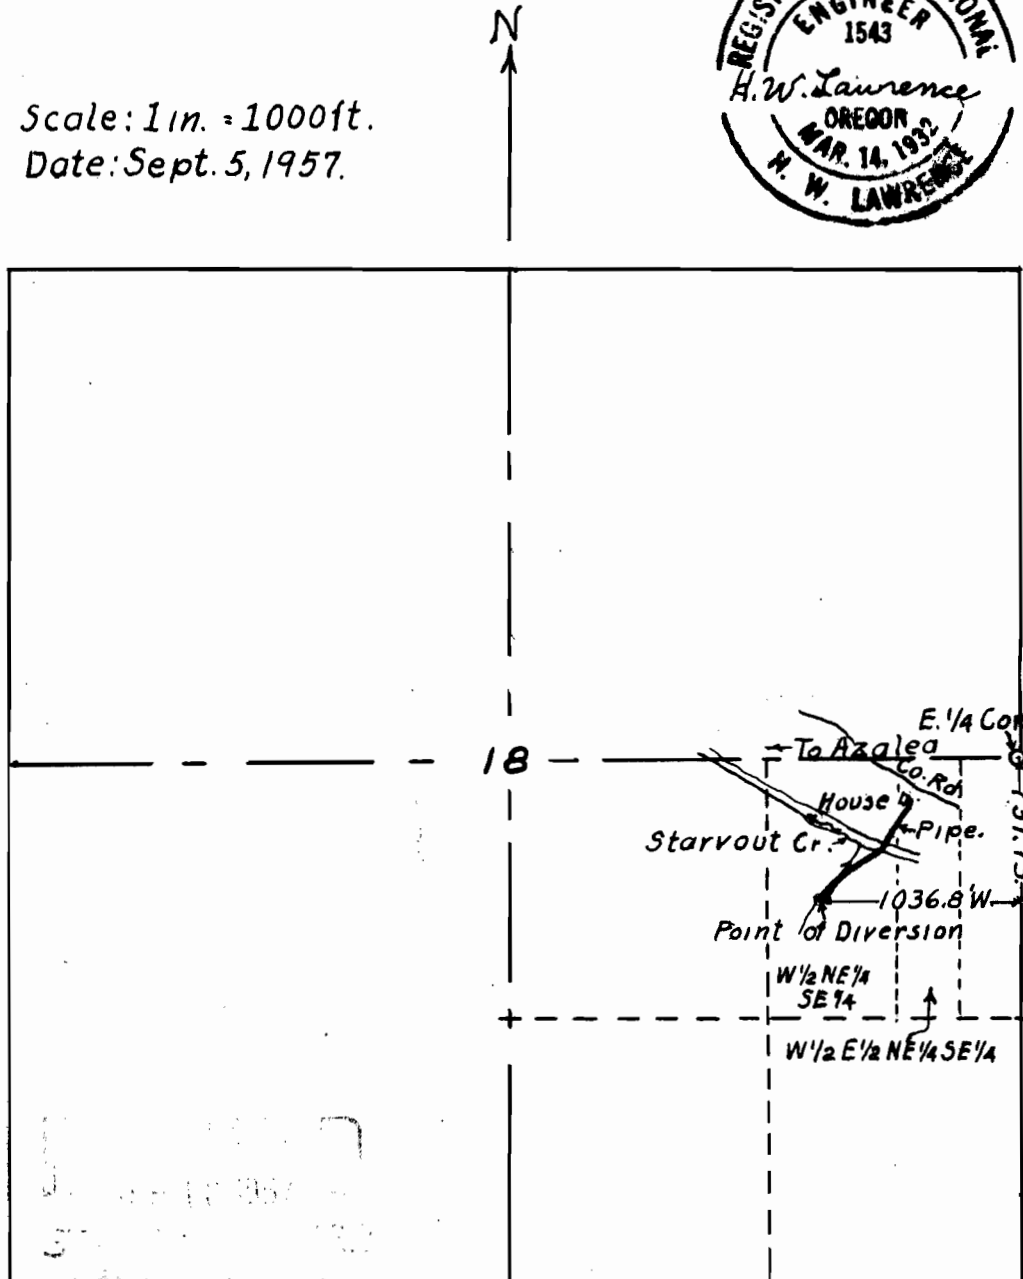 N
Scale: 1 in. = 1000 ft.
Date: Sept. 5, 1957.
ENGINEER
1543
H. W. Lawrence
OREGON
MAR. 14, 1932
H. W. LAWRENCE
E. 1/4 Cor
18
To Azalea
Co. Rd
House
Pipe.
Starvout Cr.
1036.8' W
Point of Diversion
W 1/2 NE 1/4
SE 1/4
W 1/2 E 1/2 NE 1/4 SE 1/4